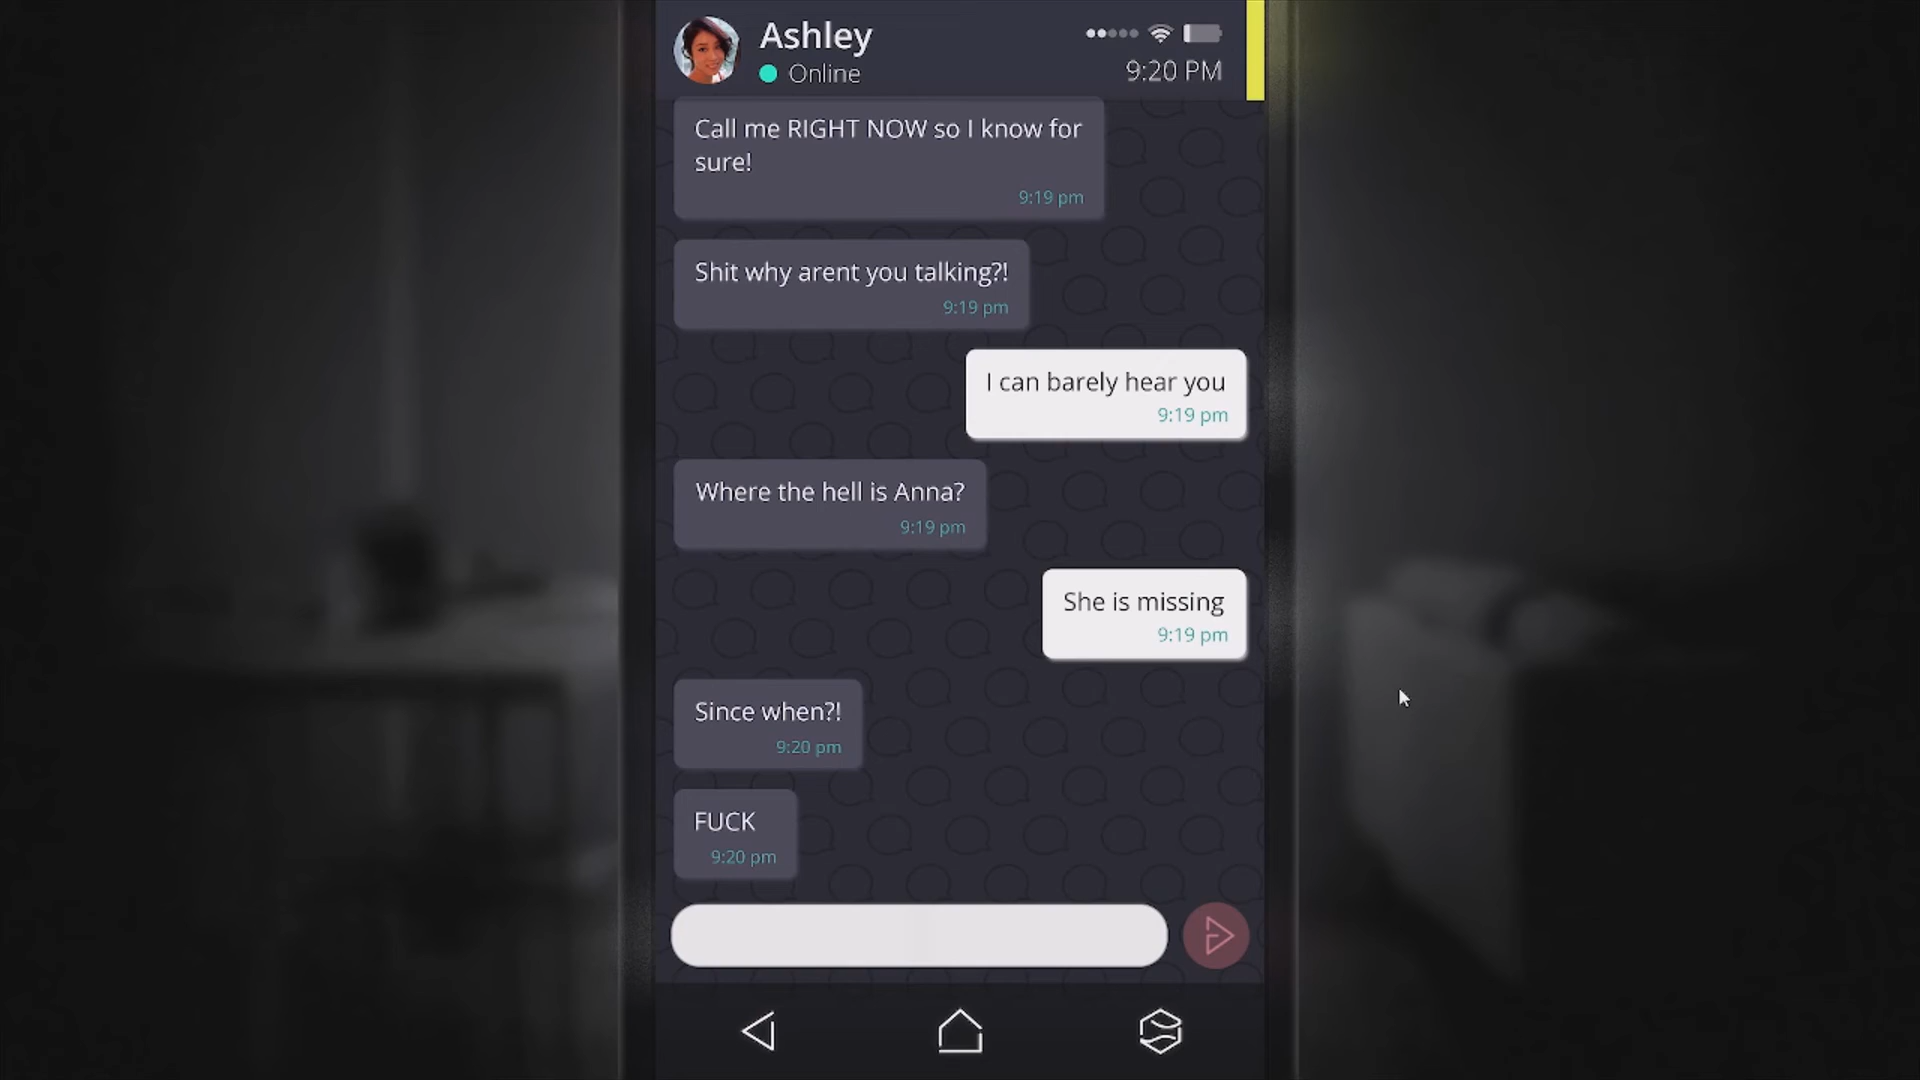 Ashley
Online
9:20 PM
Call me RIGHT NOW so I know for
sure!
9:19 pm
Shit why arent you talking?!
9:19 pm
I can barely hear you
9:19 pm
Where the hell is Anna?
9:19 pm
She is missing
9:19 pm
Since when?!
9:20 pm
FUCK
9:20 pm